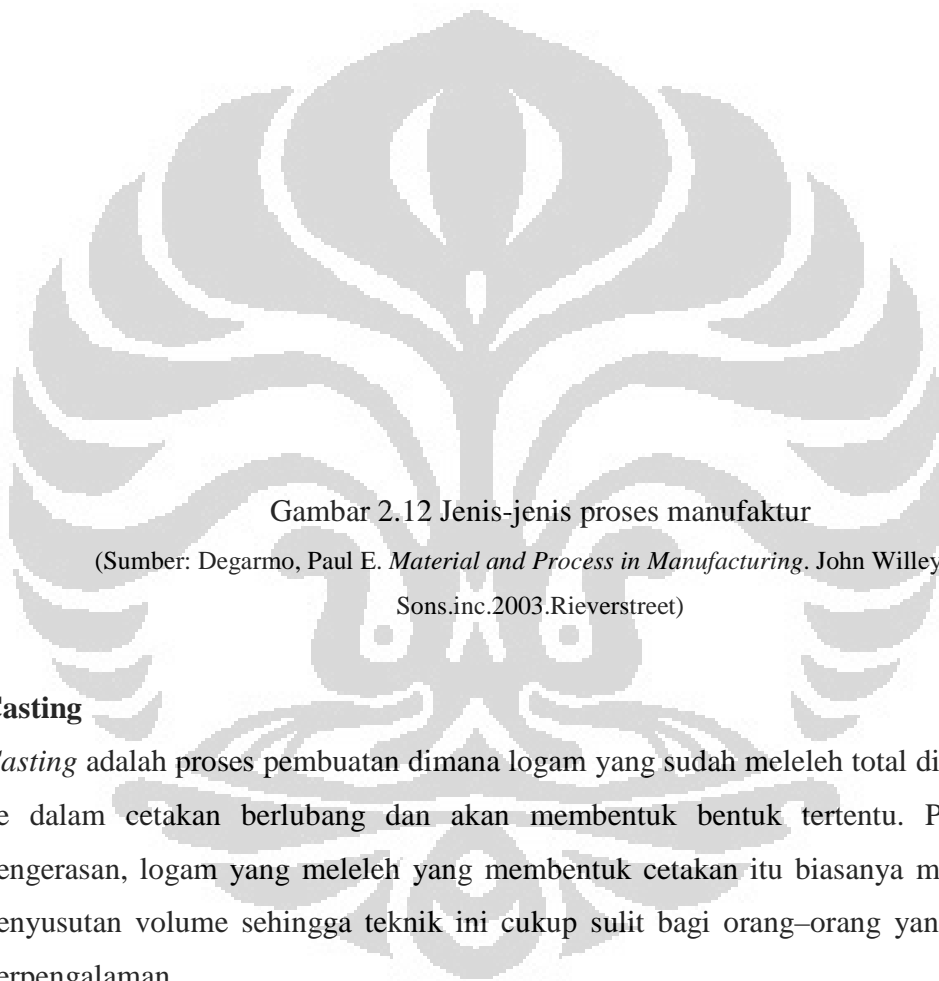 Gambar 2.12 Jenis-jenis proses manufaktur
(Sumber: Degarmo, Paul E. Material and Process in Manufacturing. John Willey
Sons.inc.2003.Rieverstreet)
Casting
asting adalah proses pembuatan dimana logam yang sudah meleleh total di
e dalam cetakan berlubang dan akan membentuk bentuk tertentu. P
engerasan, logam yang meleleh yang membentuk cetakan itu biasanya m
enyusutan volume sehingga teknik ini cukup sulit bagi orang–orang yan
erpengalaman